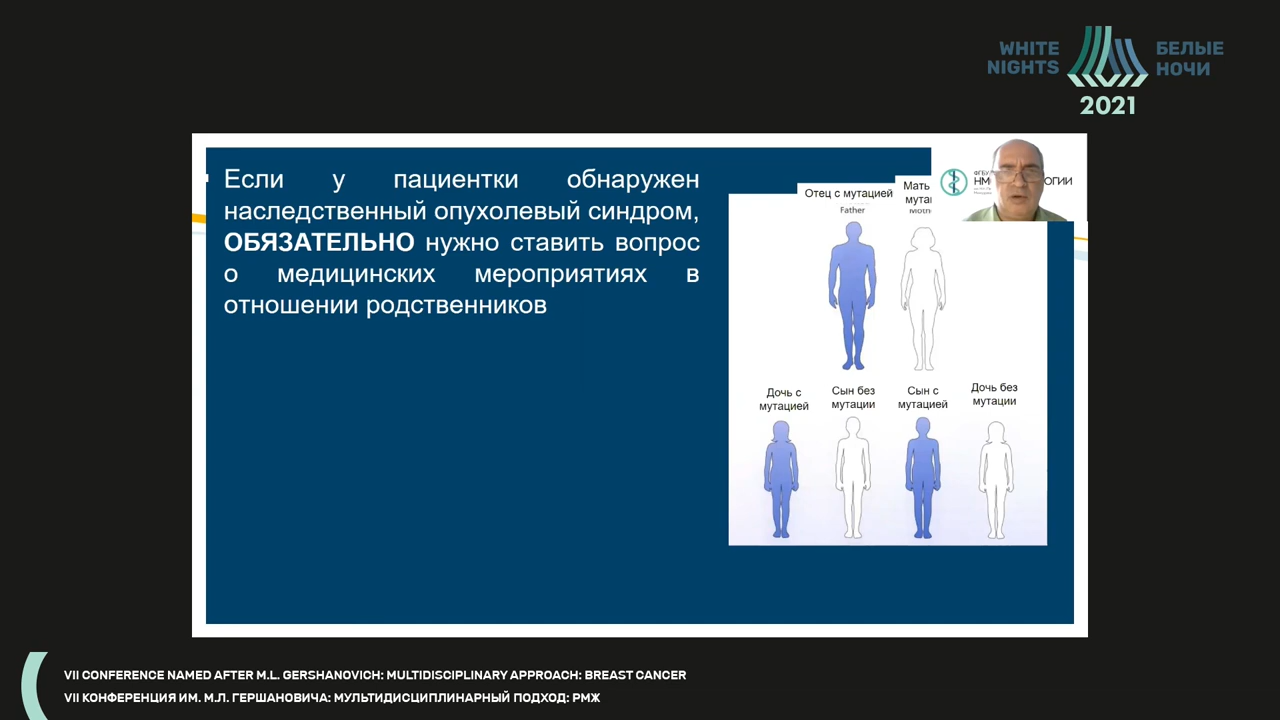 WHITE
NIGHTS
БЕЛЫЕ
НОЧИ
2021
Если у пациентки обнаружен
наследственный опухолевый синдром,
ОБЯЗАТЕЛЬНО нужно ставить вопрос
о медицинских мероприятиях в
отношении родственников
Отец с мутацией
Father
Мать
Дочь с
мутацией
Сын без
мутации
Сын с
мутацией
Дочь без
мутации
VII CONFERENCE NAMED AFTER M.L. GERSHANOVICH: MULTIDISCIPLINARY APPROACH: BREAST CANCER
VII КОНФЕРЕНЦИЯ ИМ. М.Л. ГЕРШАНОВИЧА: МУЛЬТИДИСЦИПЛИНАРНЫЙ ПОДХОД: РМЖ